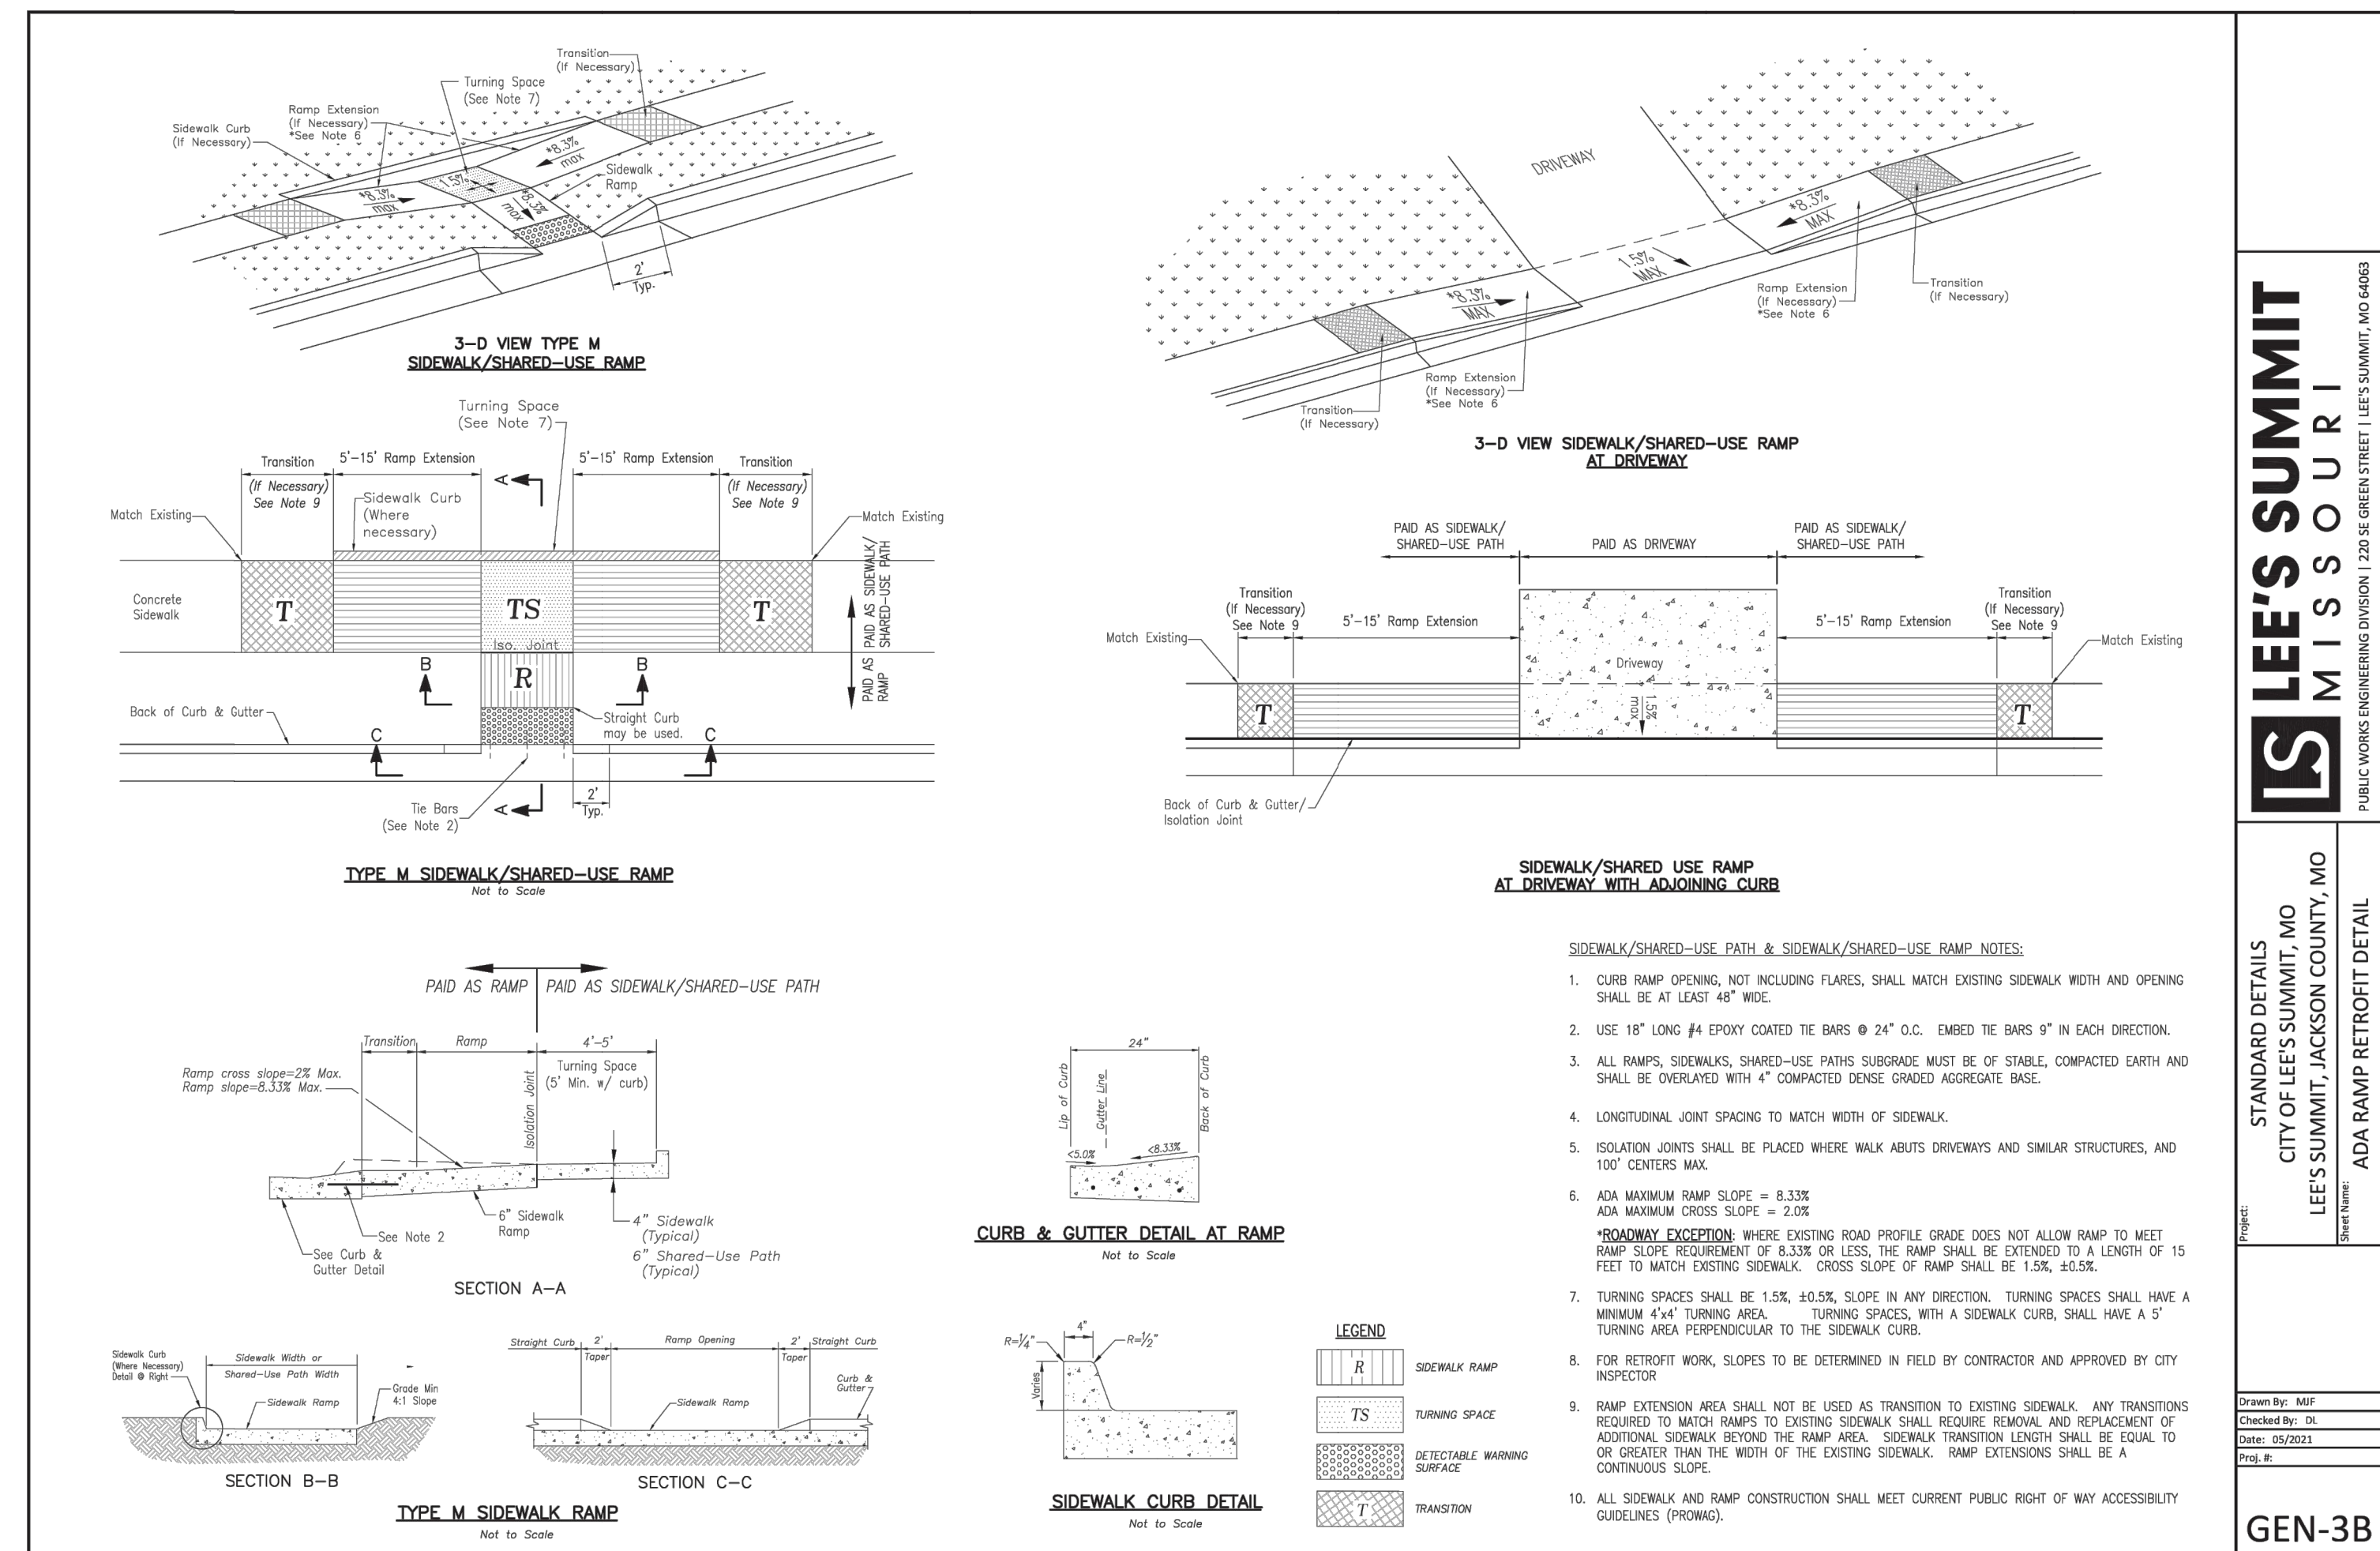 Transition
(If Necessary)
Turning Space
(See Note 7)
Ramp Extension
(If Necessary)
*See Note 6
Sidewalk Curb
(If Necessary)
*8.3%
max
Sidewalk
Ramp
1.5%
*8.3%
max
*8.3%
max
2'
Typ.
3-D VIEW TYPE M
SIDEWALK/SHARED-USE RAMP
DRIVEWAY
*8.3%
MAX
1.5%
MAX
*8.3%
MAX
Transition
(If Necessary)
Ramp Extension
(If Necessary)
*See Note 6
Ramp Extension
(If Necessary)
*See Note 6
Transition
(If Necessary)
3-D VIEW SIDEWALK/SHARED-USE RAMP
AT DRIVEWAY
Turning Space
(See Note 7)
Transition
5'-15' Ramp Extension
A
5'-15' Ramp Extension
Transition
(If Necessary)
See Note 9
(If Necessary)
See Note 9
Sidewalk Curb
(Where
necessary)
Match Existing
Match Existing
Concrete
Sidewalk
T
TS
T
Iso. Joint
PAID AS SIDEWALK/
SHARED-USE PATH
PAID AS
RAMP
B
R
B
Back of Curb & Gutter
Straight Curb
may be used.
C
C
Tie Bars
(See Note 2)
A
2'
Typ.
TYPE M SIDEWALK/SHARED-USE RAMP
Not to Scale
PAID AS SIDEWALK/
SHARED-USE PATH
PAID AS DRIVEWAY
PAID AS SIDEWALK/
SHARED-USE PATH
Transition
(If Necessary)
See Note 9
5'-15' Ramp Extension
5'-15' Ramp Extension
Transition
(If Necessary)
See Note 9
Match Existing
Match Existing
Driveway
T
1.5%
max
T
Back of Curb & Gutter/
Isolation Joint
SIDEWALK/SHARED USE RAMP
AT DRIVEWAY WITH ADJOINING CURB
PAID AS RAMP
PAID AS SIDEWALK/SHARED-USE PATH
Transition
Ramp
4'-5'
Turning Space
(5' Min. w/ curb)
Ramp cross slope=2% Max.
Ramp slope=8.33% Max.
Isolation Joint
See Note 2
6" Sidewalk
Ramp
4" Sidewalk
(Typical)
6" Shared-Use Path
(Typical)
See Curb &
Gutter Detail
SECTION A-A
24"
Lip of Curb
Gutter Line
Back of Curb
<5.0%
<8.33%
CURB & GUTTER DETAIL AT RAMP
Not to Scale
Sidewalk Curb
(Where Necessary)
Detail @ Right
Sidewalk Width or
Shared-Use Path Width
Sidewalk Ramp
Grade Min
4:1 Slope
SECTION B-B
Straight Curb
2'
Taper
Ramp Opening
2'
Taper
Straight Curb
Curb &
Gutter
Sidewalk Ramp
SECTION C-C
TYPE M SIDEWALK RAMP
Not to Scale
4"
R=1/4"
R=1/2"
Varies
SIDEWALK CURB DETAIL
Not to Scale
LEGEND
R
SIDEWALK RAMP
TS
TURNING SPACE
DETECTABLE WARNING
SURFACE
T
TRANSITION
SIDEWALK/SHARED-USE PATH & SIDEWALK/SHARED-USE RAMP NOTES:
1. CURB RAMP OPENING, NOT INCLUDING FLARES, SHALL MATCH EXISTING SIDEWALK WIDTH AND OPENING
SHALL BE AT LEAST 48" WIDE.
2. USE 18" LONG #4 EPOXY COATED TIE BARS @ 24" O.C. EMBED TIE BARS 9" IN EACH DIRECTION.
3. ALL RAMPS, SIDEWALKS, SHARED-USE PATHS SUBGRADE MUST BE OF STABLE, COMPACTED EARTH AND
SHALL BE OVERLAYED WITH 4" COMPACTED DENSE GRADED AGGREGATE BASE.
4. LONGITUDINAL JOINT SPACING TO MATCH WIDTH OF SIDEWALK.
5. ISOLATION JOINTS SHALL BE PLACED WHERE WALK ABUTS DRIVEWAYS AND SIMILAR STRUCTURES, AND
100' CENTERS MAX.
6. ADA MAXIMUM RAMP SLOPE = 8.33%
ADA MAXIMUM CROSS SLOPE = 2.0%
*ROADWAY EXCEPTION: WHERE EXISTING ROAD PROFILE GRADE DOES NOT ALLOW RAMP TO MEET
RAMP SLOPE REQUIREMENT OF 8.33% OR LESS, THE RAMP SHALL BE EXTENDED TO A LENGTH OF 15
FEET TO MATCH EXISTING SIDEWALK. CROSS SLOPE OF RAMP SHALL BE 1.5%, ±0.5%.
7. TURNING SPACES SHALL BE 1.5%, ±0.5%, SLOPE IN ANY DIRECTION. TURNING SPACES SHALL HAVE A
MINIMUM 4'x4' TURNING AREA. TURNING SPACES, WITH A SIDEWALK CURB, SHALL HAVE A 5'
TURNING AREA PERPENDICULAR TO THE SIDEWALK CURB.
8. FOR RETROFIT WORK, SLOPES TO BE DETERMINED IN FIELD BY CONTRACTOR AND APPROVED BY CITY
INSPECTOR
9. RAMP EXTENSION AREA SHALL NOT BE USED AS TRANSITION TO EXISTING SIDEWALK. ANY TRANSITIONS
REQUIRED TO MATCH RAMPS TO EXISTING SIDEWALK SHALL REQUIRE REMOVAL AND REPLACEMENT OF
ADDITIONAL SIDEWALK BEYOND THE RAMP AREA. SIDEWALK TRANSITION LENGTH SHALL BE EQUAL TO
OR GREATER THAN THE WIDTH OF THE EXISTING SIDEWALK. RAMP EXTENSIONS SHALL BE A
CONTINUOUS SLOPE.
10. ALL SIDEWALK AND RAMP CONSTRUCTION SHALL MEET CURRENT PUBLIC RIGHT OF WAY ACCESSIBILITY
GUIDELINES (PROWAG).
LS
LEE'S SUMMIT
MISSOURI
PUBLIC WORKS ENGINEERING DIVISION | 220 SE GREEN STREET | LEE'S SUMMIT, MO 64063
Project:
STANDARD DETAILS
CITY OF LEE'S SUMMIT, MO
LEE'S SUMMIT, JACKSON COUNTY, MO
Sheet Name:
ADA RAMP RETROFIT DETAIL
Drawn By: MJF
Checked By: DL
Date: 05/2021
Proj. #:
GEN-3B